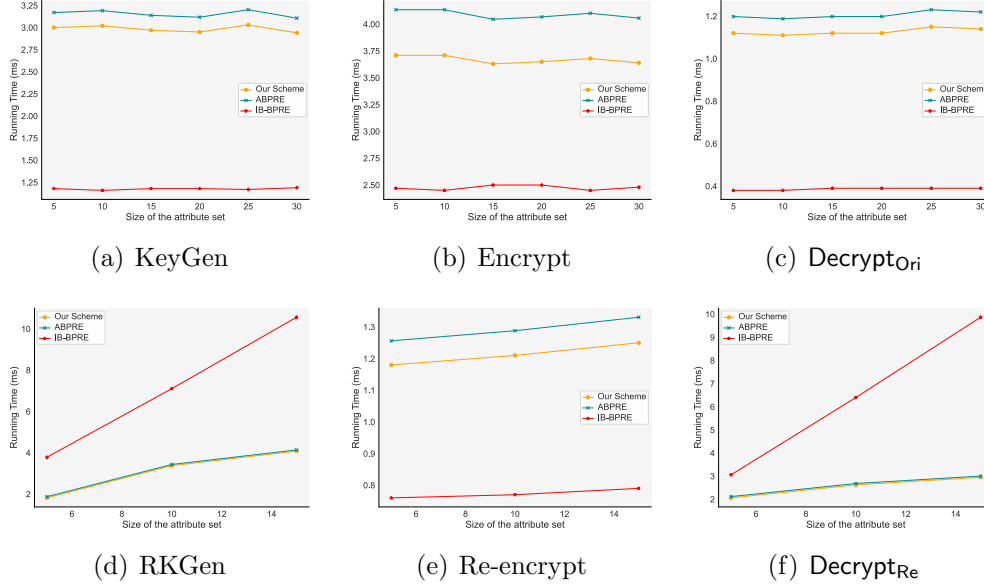 3.25
3.00
2.75
2.50
2.25
2.00
1.75
1.50
1.25
Running Time (ms)
Our Scheme
ABPRE
IB-BPRE
5 10 15 20 25 30
Size of the attribute set
(a) KeyGen
4.00
3.75
3.50
3.25
3.00
2.75
2.50
Running Time (ms)
Our Scheme
ABPRE
IB-BPRE
5 10 15 20 25 30
Size of the attribute set
(b) Encrypt
1.2
1.0
0.8
0.6
0.4
Running Time (ms)
Our Scheme
ABPRE
IB-BPRE
5 10 15 20 25 30
Size of the attribute set
(c) DecryptOri
10
8
6
4
2
Running Time (ms)
Our Scheme
ABPRE
IB-BPRE
6 8 10 12 14
Size of the attribute set
(d) RKGen
1.3
1.2
1.1
1.0
0.9
0.8
Running Time (ms)
Our Scheme
ABPRE
IB-BPRE
6 8 10 12 14
Size of the attribute set
(e) Re-encrypt
10
9
8
7
6
5
4
3
2
Running Time (ms)
Our Scheme
ABPRE
IB-BPRE
6 8 10 12 14
Size of the attribute set
(f) DecryptRe